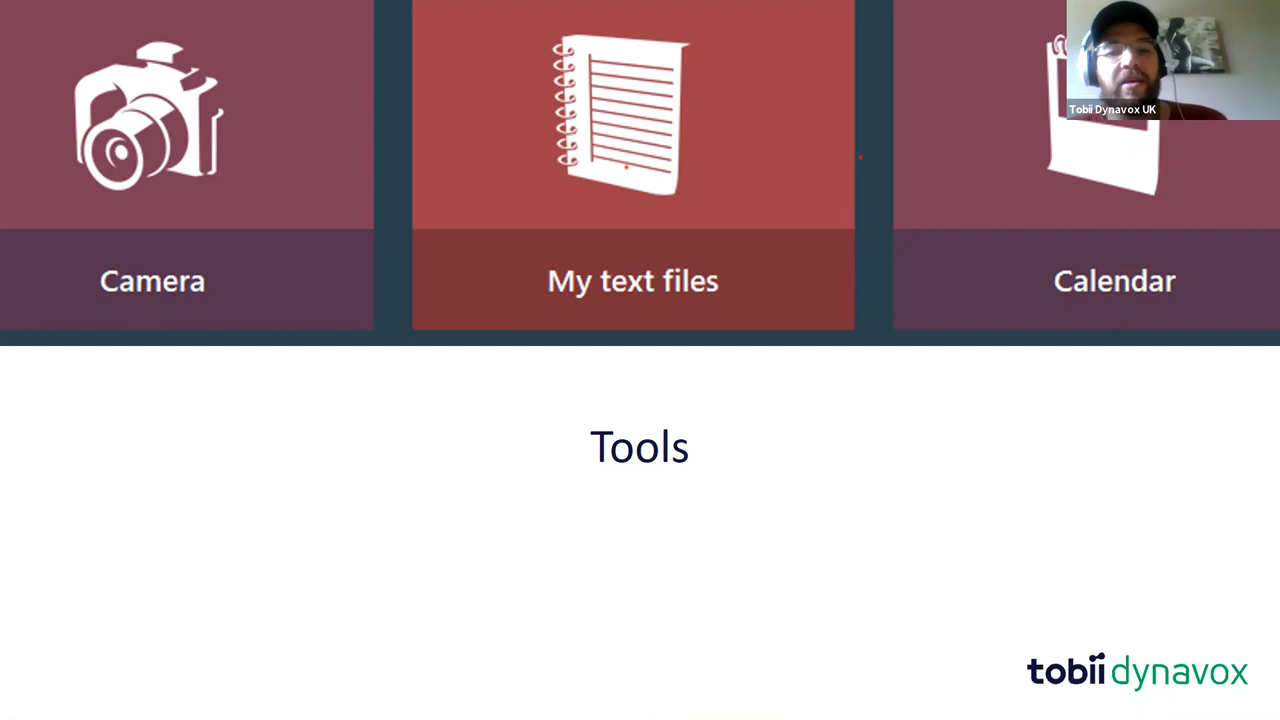 Tobii Dynavox UK
Camera
My text files
Calendar
Tools
tobii dynavox